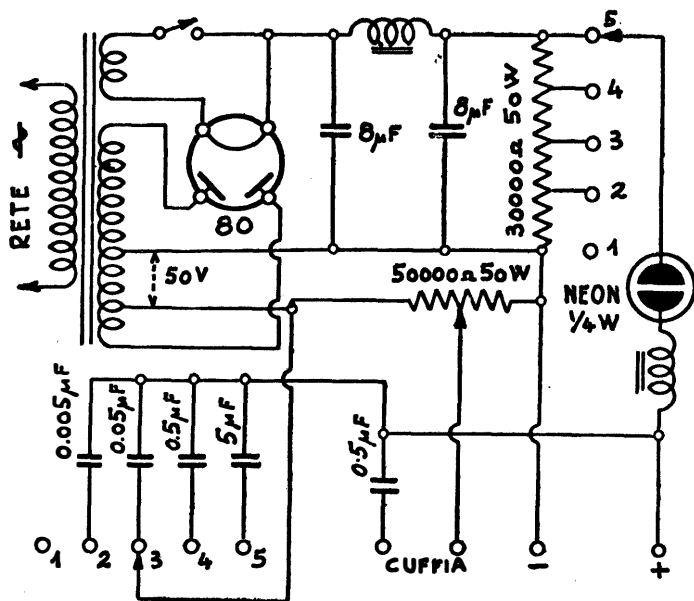 5
8µF
8µF
30000Ω 50W
4
3
2
1
RETE
80
50V
50000Ω 50W
NEON
¼W
0.005µF
0.05µF
0.5µF
5µF
0.5µF
1
2
3
4
5
CUFFIA
-
+